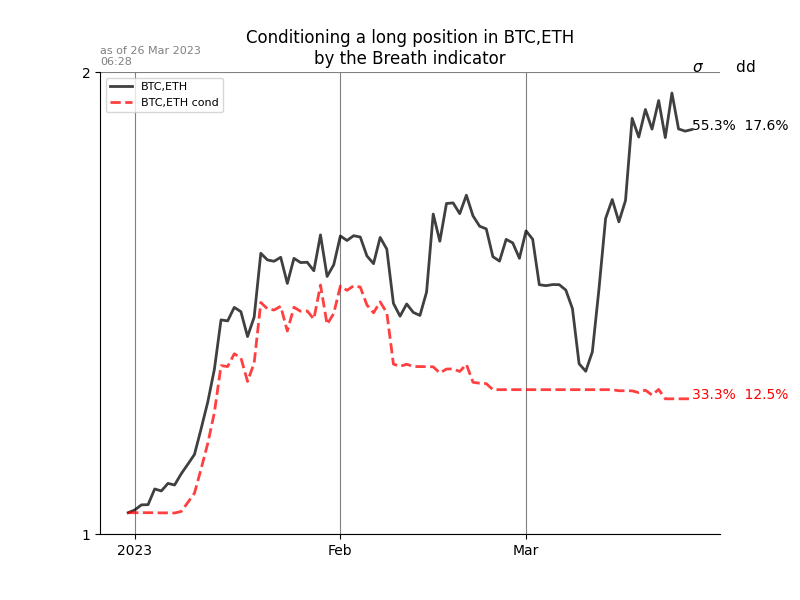 Conditioning a long position in BTC,ETH
by the Breath indicator
as of 26 Mar 2023
06:28
σ dd
2
BTC,ETH
BTC,ETH cond
55.3% 17.6%
33.3% 12.5%
1
2023 Feb Mar